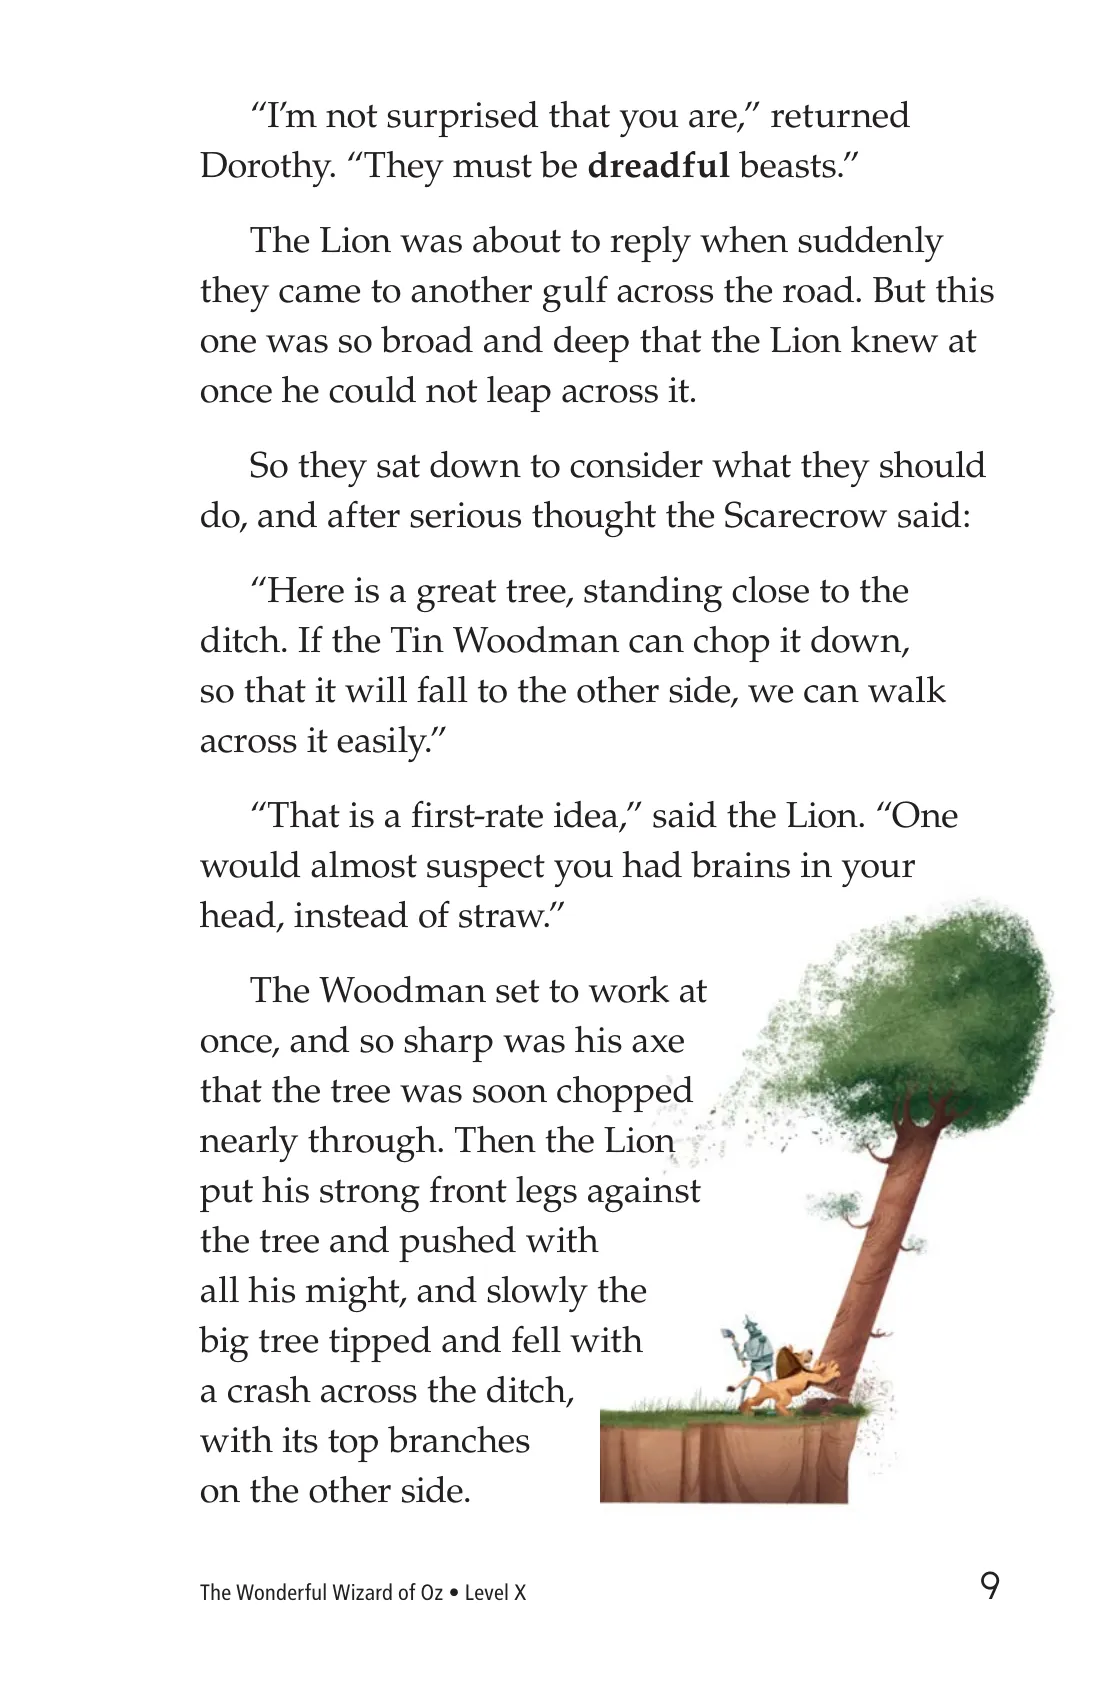 “I’m not surprised that you are,” returned
Dorothy. “They must be dreadful beasts.”
The Lion was about to reply when suddenly
they came to another gulf across the road. But this
one was so broad and deep that the Lion knew at
once he could not leap across it.
So they sat down to consider what they should
do, and after serious thought the Scarecrow said:
“Here is a great tree, standing close to the
ditch. If the Tin Woodman can chop it down,
so that it will fall to the other side, we can walk
across it easily.”
“That is a first-rate idea,” said the Lion. “One
would almost suspect you had brains in your
head, instead of straw.”
The Woodman set to work at
once, and so sharp was his axe
that the tree was soon chopped
nearly through. Then the Lion
put his strong front legs against
the tree and pushed with
all his might, and slowly the
big tree tipped and fell with
a crash across the ditch,
with its top branches
on the other side.
The Wonderful Wizard of Oz • Level X
9